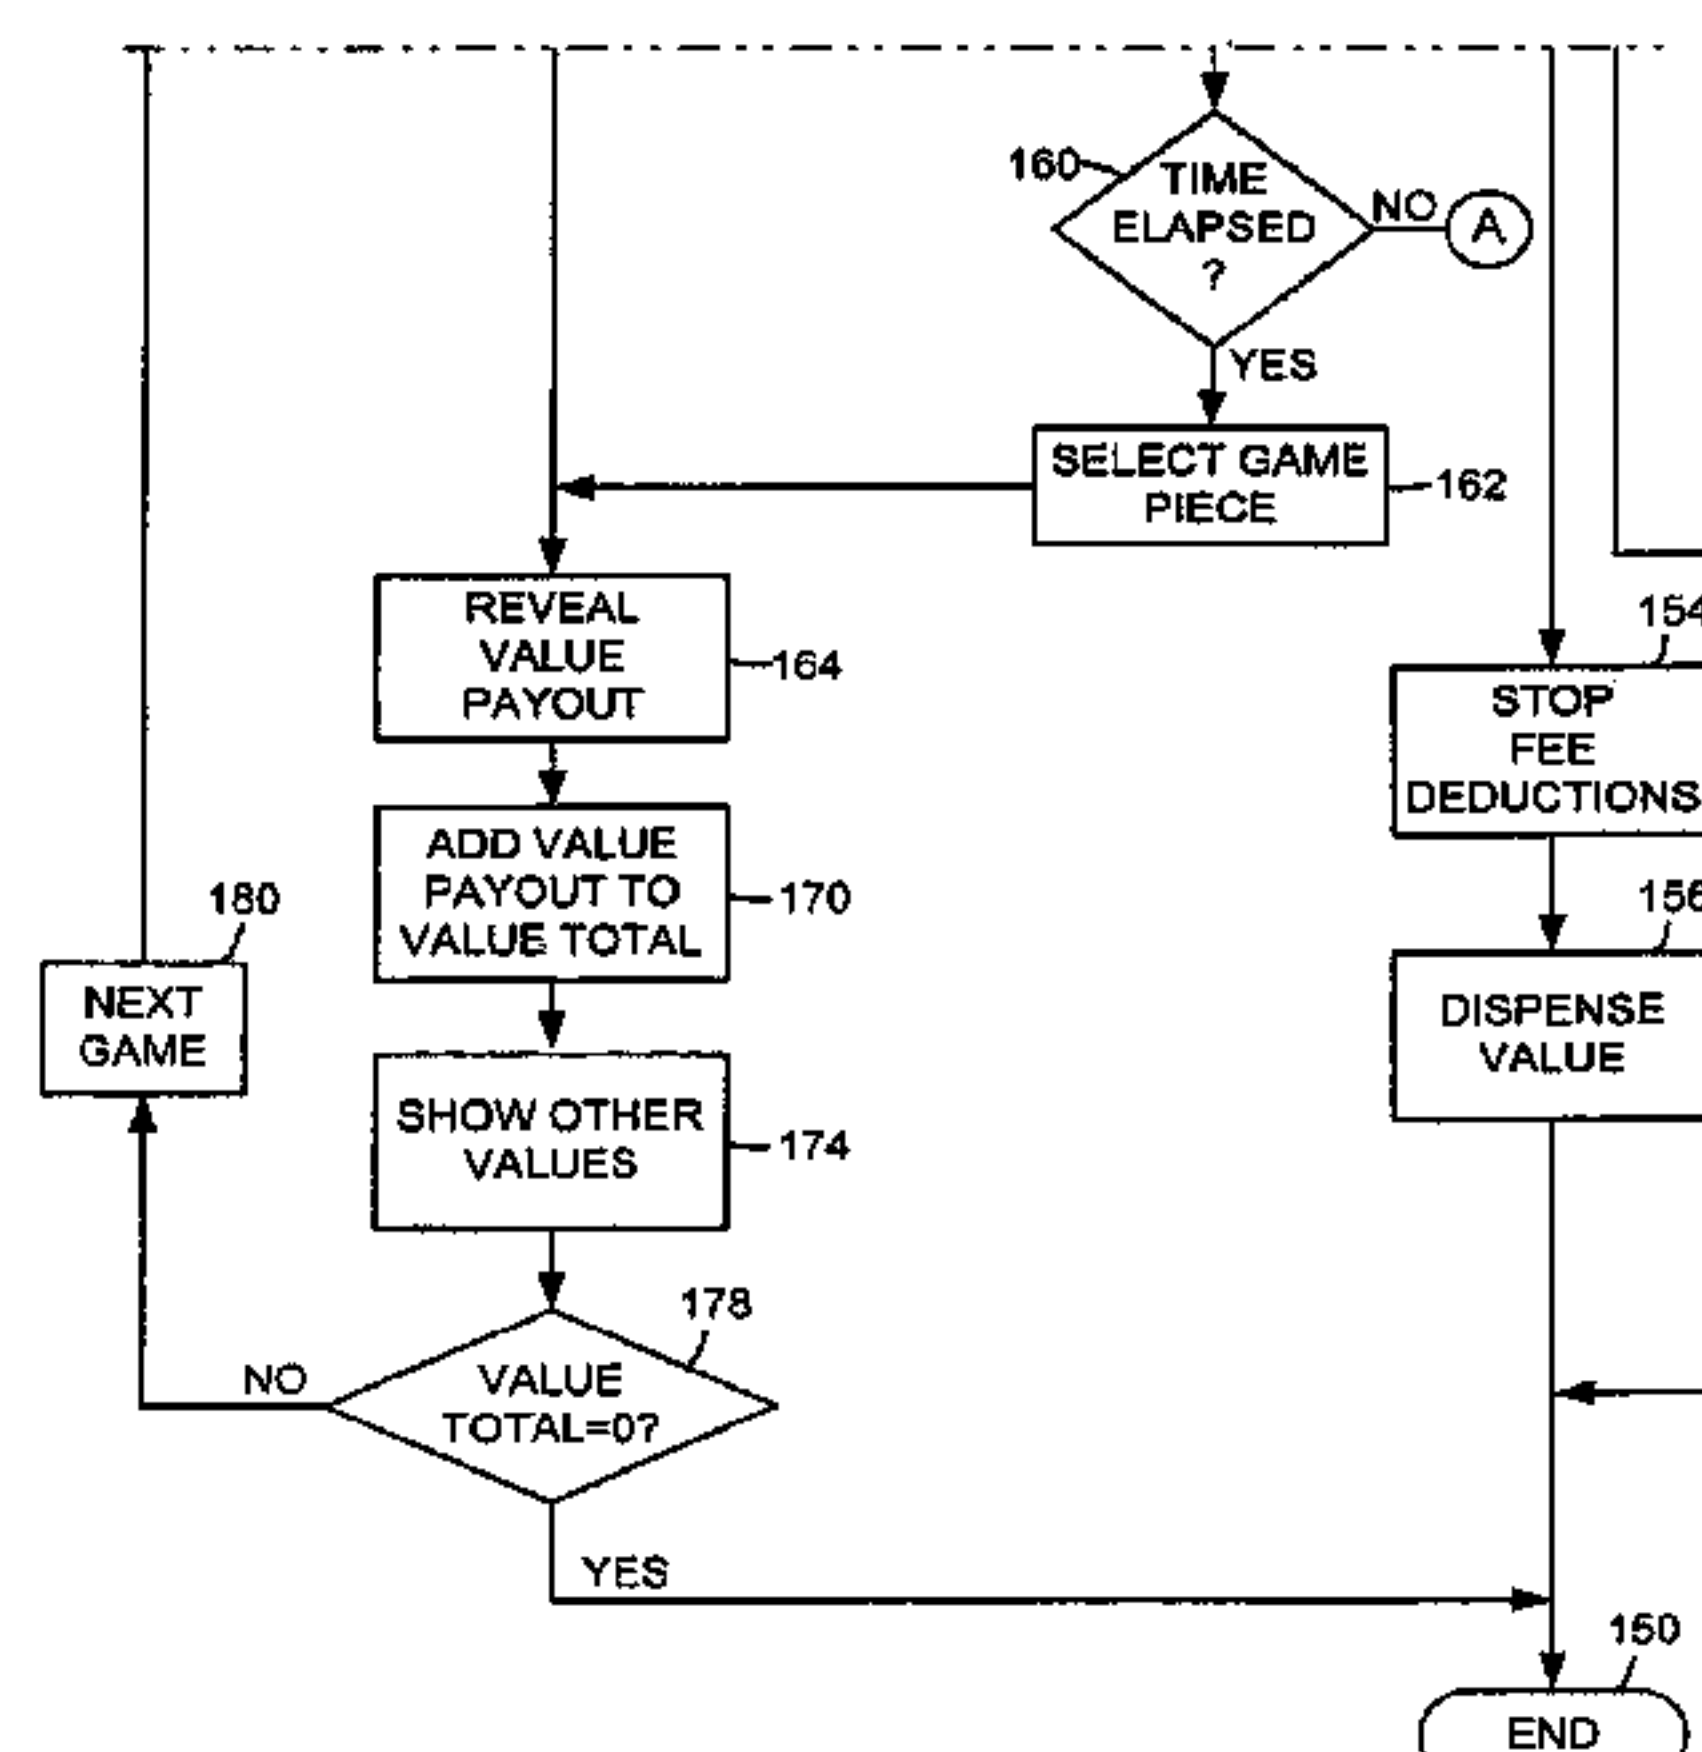 160
TIME
ELAPSED
?
NO
A
YES
SELECT GAME
PIECE
162
REVEAL
VALUE
PAYOUT
164
154
STOP
FEE
DEDUCTIONS
ADD VALUE
PAYOUT TO
VALUE TOTAL
170
180
NEXT
GAME
156
DISPENSE
VALUE
SHOW OTHER
VALUES
174
178
VALUE
TOTAL=0?
NO
YES
150
END